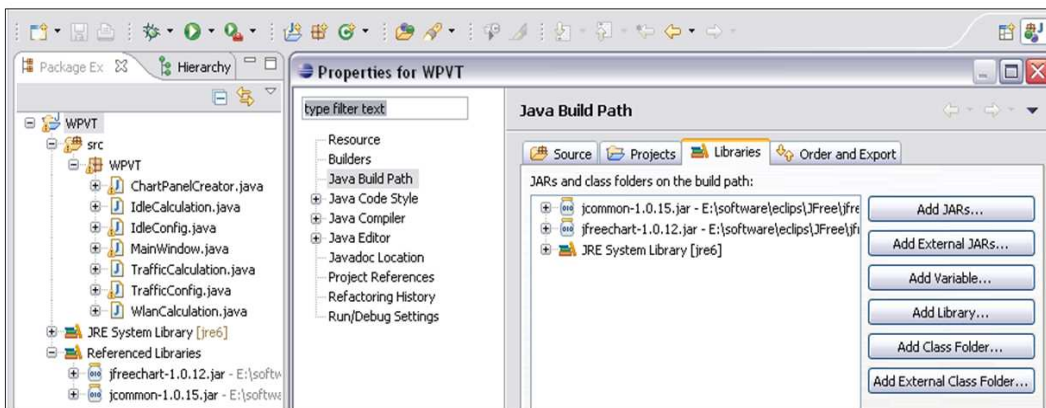 Package Ex
Hierarchy
WPVT
src
WPVT
ChartPanelCreator.java
IdleCalculation.java
IdleConfig.java
MainWindow.java
TrafficCalculation.java
TrafficConfig.java
WlanCalculation.java
JRE System Library [jre6]
Referenced Libraries
jfreechart-1.0.12.jar - E:\softw
jcommon-1.0.15.jar - E:\softwa
Properties for WPVT
type filter text
Resource
Builders
Java Build Path
Java Code Style
Java Compiler
Java Editor
Javadoc Location
Project References
Refactoring History
Run/Debug Settings
Java Build Path
Source Projects Libraries Order and Export
JARs and class folders on the build path:
jcommon-1.0.15.jar - E:\software\eclips\JFree\jfre
jfreechart-1.0.12.jar - E:\software\eclips\JFree\jfr
JRE System Library [jre6]
Add JARs...
Add External JARs...
Add Variable...
Add Library...
Add Class Folder...
Add External Class Folder...